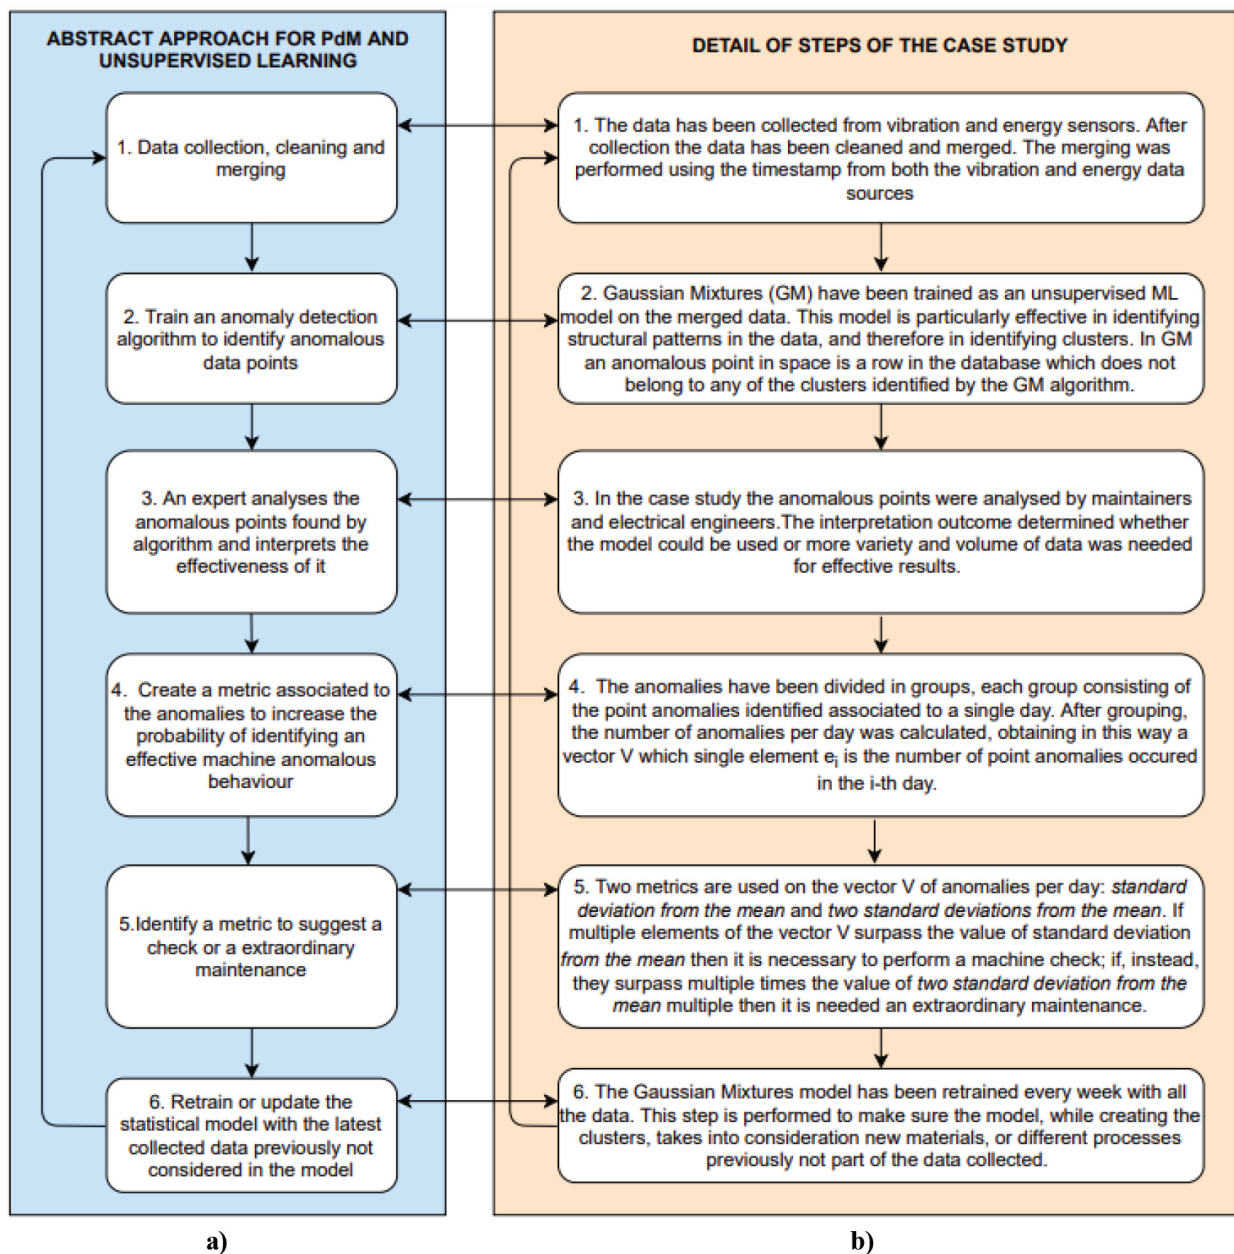 ABSTRACT APPROACH FOR PdM AND
UNSUPERVISED LEARNING
1. Data collection, cleaning and
merging
2. Train an anomaly detection
algorithm to identify anomalous
data points
3. An expert analyses the
anomalous points found by
algorithm and interprets the
effectiveness of it
4.  Create a metric associated to
the anomalies to increase the
probability of identifying an
effective machine anomalous
behaviour
5.Identify a metric to suggest a
check or a extraordinary
maintenance
6. Retrain or update the
statistical model with the latest
collected data previously not
considered in the model
a)
DETAIL OF STEPS OF THE CASE STUDY
1. The data has been collected from vibration and energy sensors. After
collection the data has been cleaned and merged. The merging was
performed using the timestamp from both the vibration and energy data
sources
2. Gaussian Mixtures (GM) have been trained as an unsupervised ML
model on the merged data. This model is particularly effective in identifying
structural patterns in the data, and therefore in identifying clusters. In GM
an anomalous point in space is a row in the database which does not
belong to any of the clusters identified by the GM algorithm.
3. In the case study the anomalous points were analysed by maintainers
and electrical engineers.The interpretation outcome determined whether
the model could be used or more variety and volume of data was needed
for effective results.
4.  The anomalies have been divided in groups, each group consisting of
the point anomalies identified associated to a single day. After grouping,
the number of anomalies per day was calculated, obtaining in this way a
vector V which single element ei is the number of point anomalies occured
in the i-th day.
5. Two metrics are used on the vector V of anomalies per day: standard
deviation from the mean and two standard deviations from the mean. If
multiple elements of the vector V surpass the value of standard deviation
from the mean then it is necessary to perform a machine check; if, instead,
they surpass multiple times the value of two standard deviation from the
mean multiple then it is needed an extraordinary maintenance.
6. The Gaussian Mixtures model has been retrained every week with all
the data. This step is performed to make sure the model, while creating the
clusters, takes into consideration new materials, or different processes
previously not part of the data collected.
b)